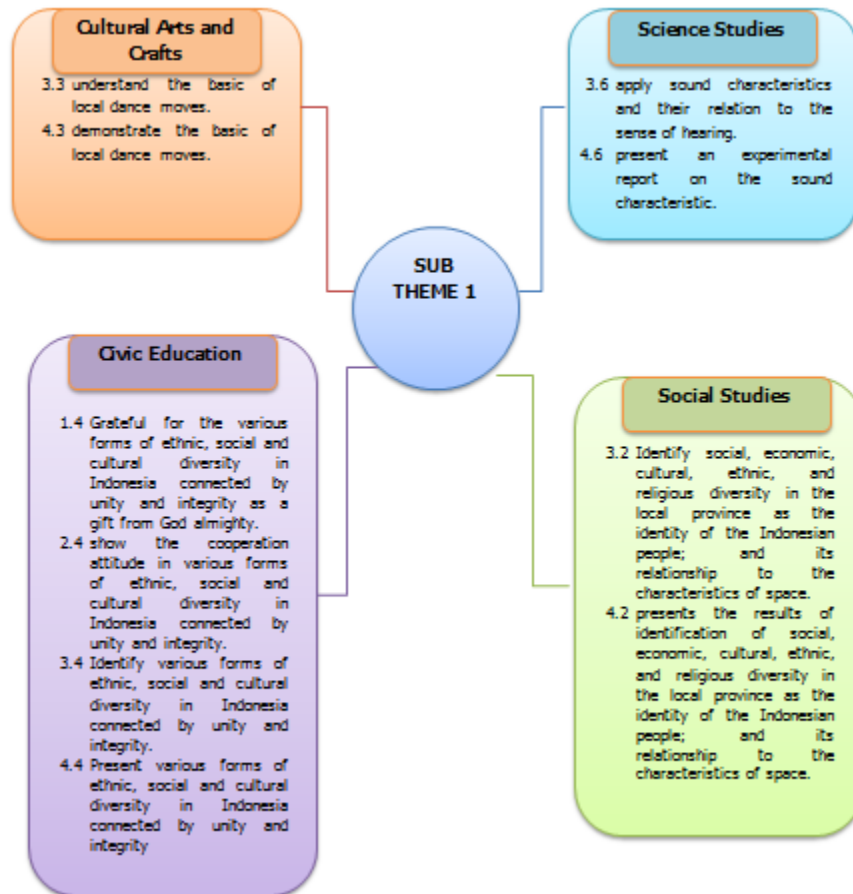 Cultural Arts and
Crafts
3.3 understand the basic of
local dance moves.
4.3 demonstrate the basic of
local dance moves.
Science Studies
3.6 apply sound characteristics
and their relation to the
sense of hearing.
4.6 present an experimental
report on the sound
characteristic.
SUB
THEME 1
Civic Education
1.4 Grateful for the various
forms of ethnic, social and
cultural diversity in
Indonesia connected by
unity and integrity as a
gift from God almighty.
2.4 show the cooperation
attitude in various forms
of ethnic, social and
cultural diversity in
Indonesia connected by
unity and integrity.
3.4 Identify various forms of
ethnic, social and cultural
diversity in Indonesia
connected by unity and
integrity.
4.4 Present various forms of
ethnic, social and cultural
diversity in Indonesia
connected by unity and
integrity
Social Studies
3.2 Identify social, economic,
cultural, ethnic, and
religious diversity in the
local province as the
identity of the Indonesian
people; and its
relationship to the
characteristics of space.
4.2 presents the results of
identification of social,
economic, cultural, ethnic,
and religious diversity in
the local province as the
identity of the Indonesian
people; and its
relationship to the
characteristics of space.